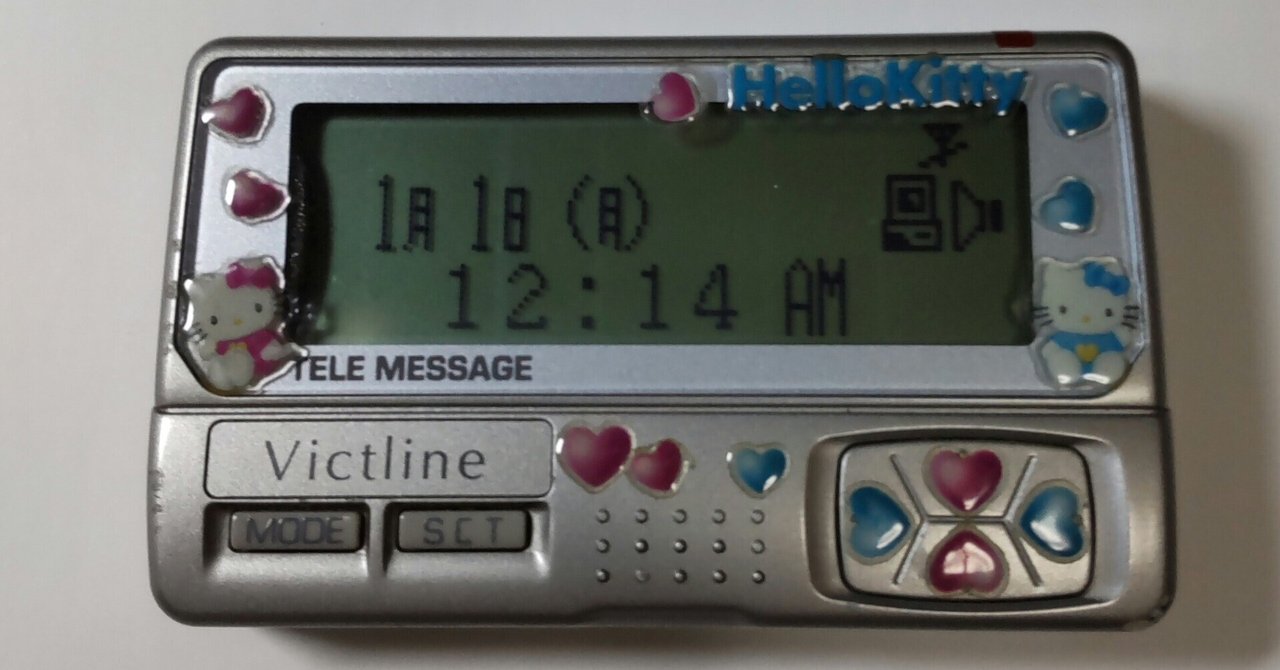 HelloKitty
1月 1日 (月)
12:14 AM
TELE MESSAGE
Victline
MODE SET